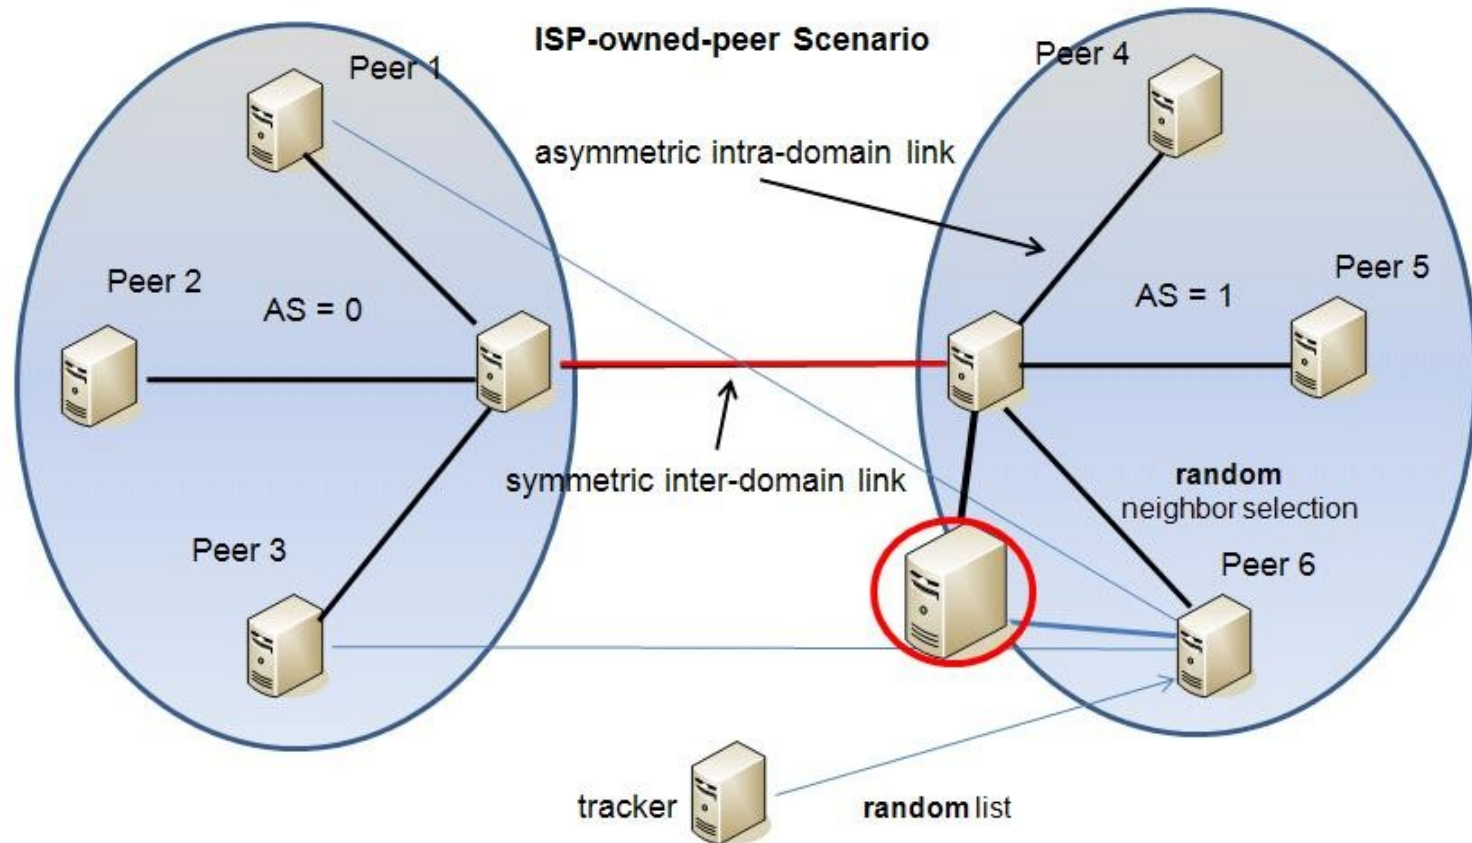 ISP-owned-peer Scenario
Peer 1
Peer 4
asymmetric intra-domain link
Peer 2
AS = 0
AS = 1
Peer 5
symmetric inter-domain link
random
neighbor selection
Peer 3
Peer 6
tracker
random list